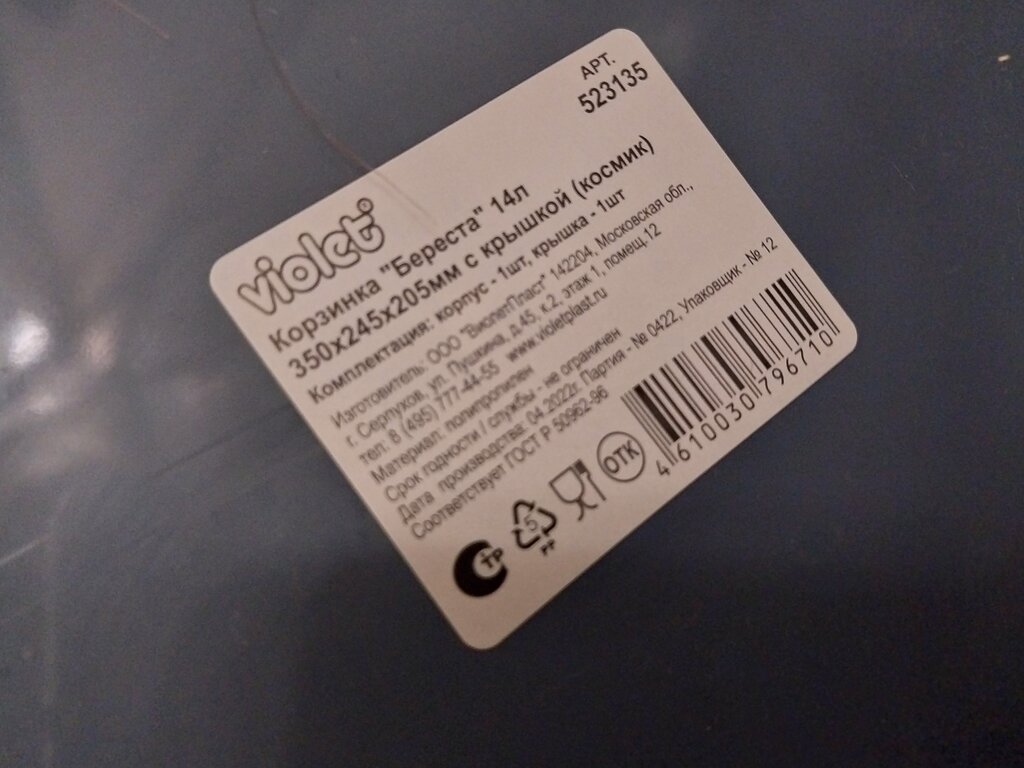 АРТ.
523135
violet®
Корзинка "Береста" 14л
350х245х205мм с крышкой (космик)
Комплектация: корпус - 1шт, крышка - 1шт
Изготовитель: ООО "ВиолетПласт" 142204, Московская обл.,
г. Серпухов, ул. Пушкина, д.45, к.2, этаж 1, помещ.12
тел: 8 (495) 777-44-55 www.violetplast.ru
Материал: полипропилен
Срок годности / службы - не ограничен
Дата производства: 04.2022г. Партия - № 0422, Упаковщик - № 12
Соответствует ГОСТ Р 50962-96
СТР
5
PP
ОТК
4610030796710